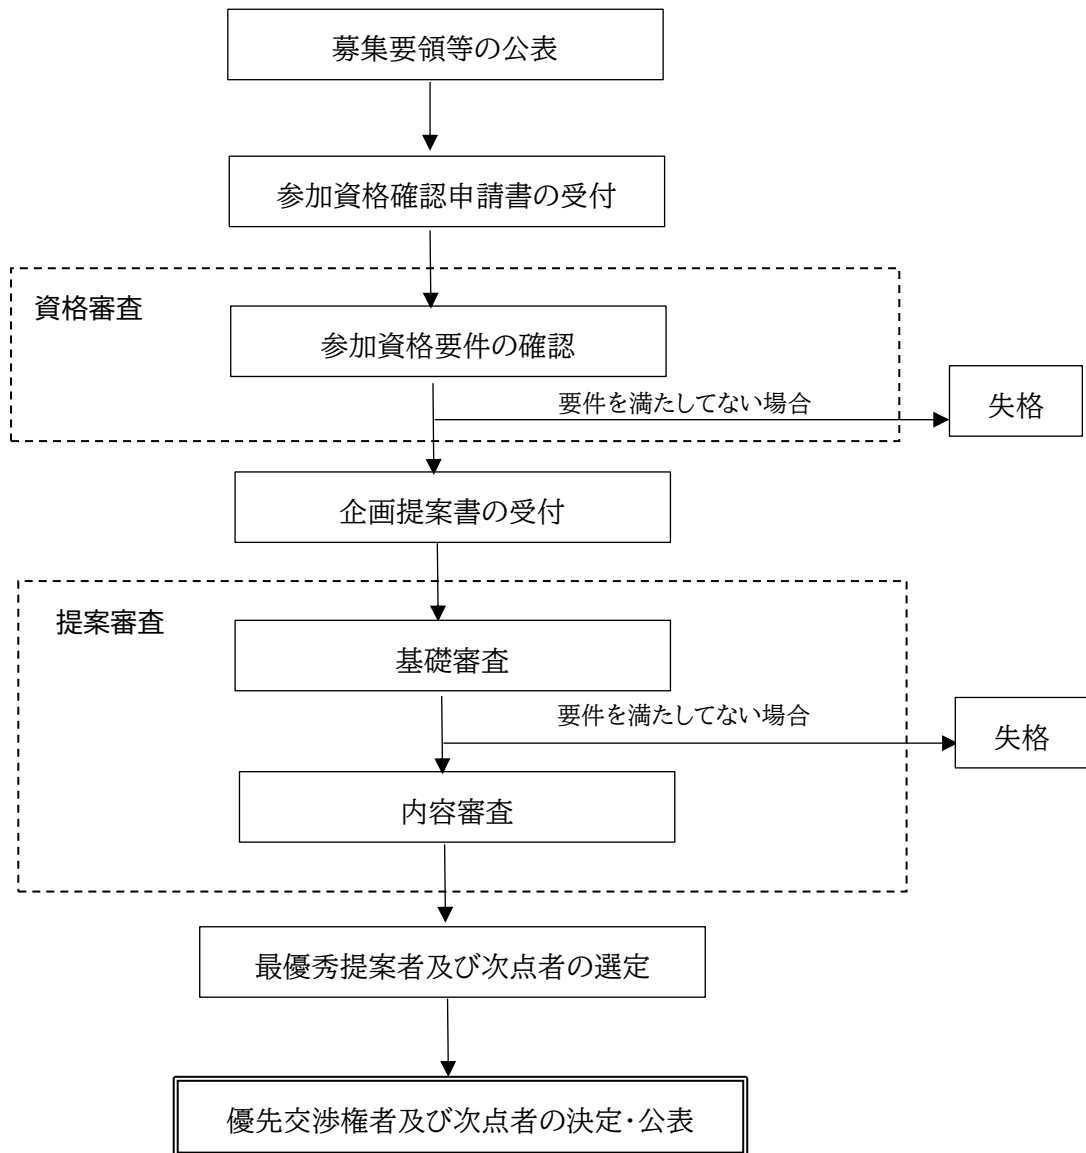 募集要領等の公表
参加資格確認申請書の受付
資格審査
参加資格要件の確認
要件を満たしてない場合
失格
企画提案書の受付
提案審査
基礎審査
要件を満たしてない場合
失格
内容審査
最優秀提案者及び次点者の選定
優先交渉権者及び次点者の決定・公表